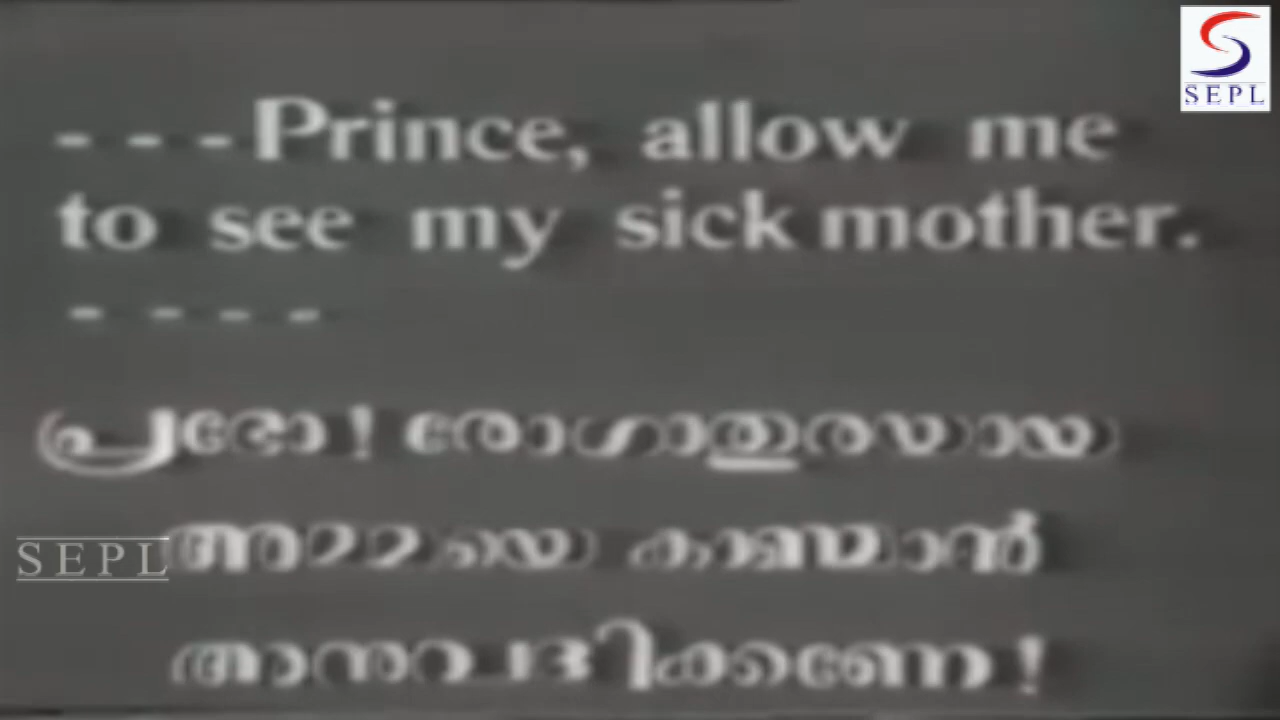 SEPL
- - - Prince, allow me
to see my sick mother.
- - - -
പ്രഭോ! രോഗാതുരയായ
SEPL
അമ്മയെ കാണ്മാൻ
അനുവദിക്കണേ!